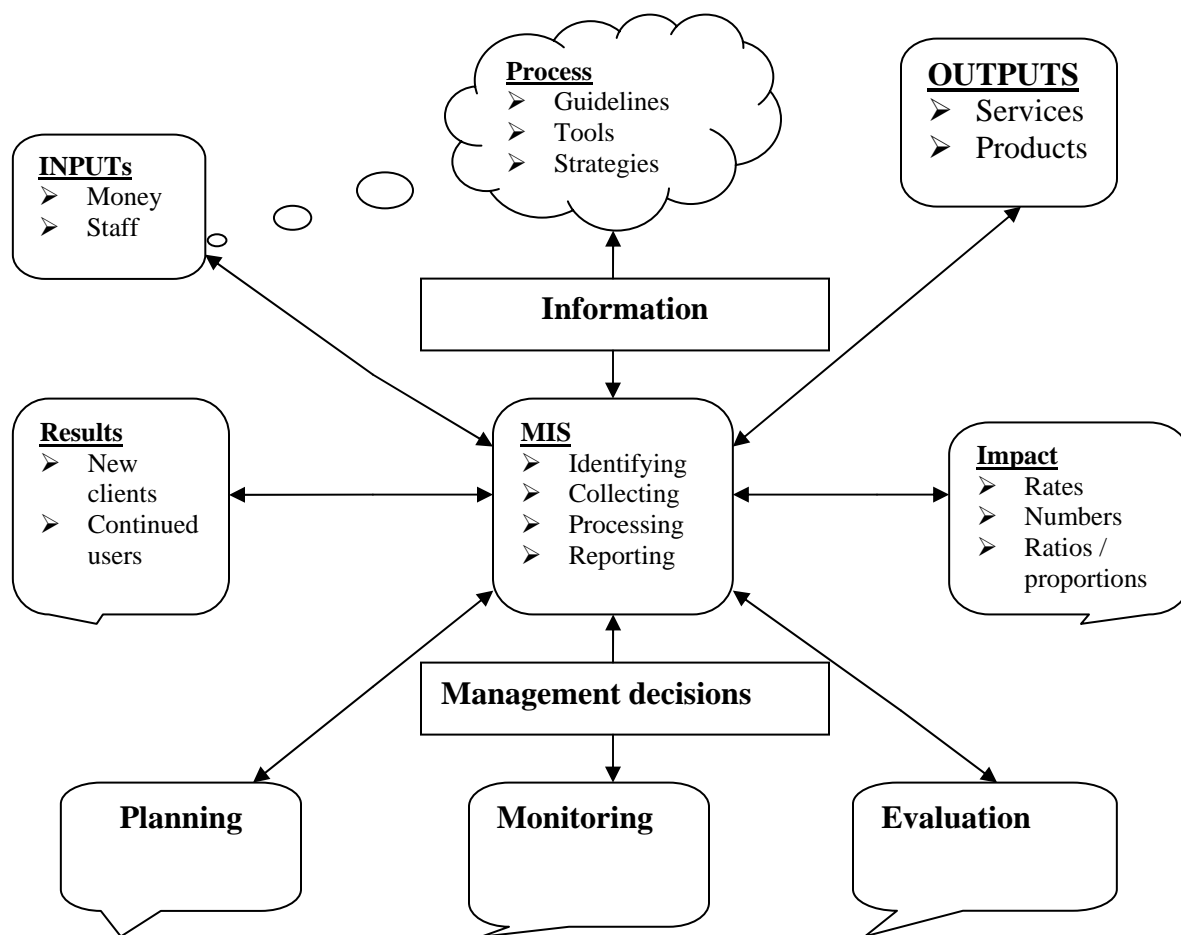 Process
➢ Guidelines
➢ Tools
➢ Strategies
OUTPUTS
➢ Services
➢ Products
INPUTs
➢ Money
➢ Staff
Information
Results
➢ New
clients
➢ Continued
users
MIS
➢ Identifying
➢ Collecting
➢ Processing
➢ Reporting
Impact
➢ Rates
➢ Numbers
➢ Ratios /
proportions
Management decisions
Planning
Monitoring
Evaluation